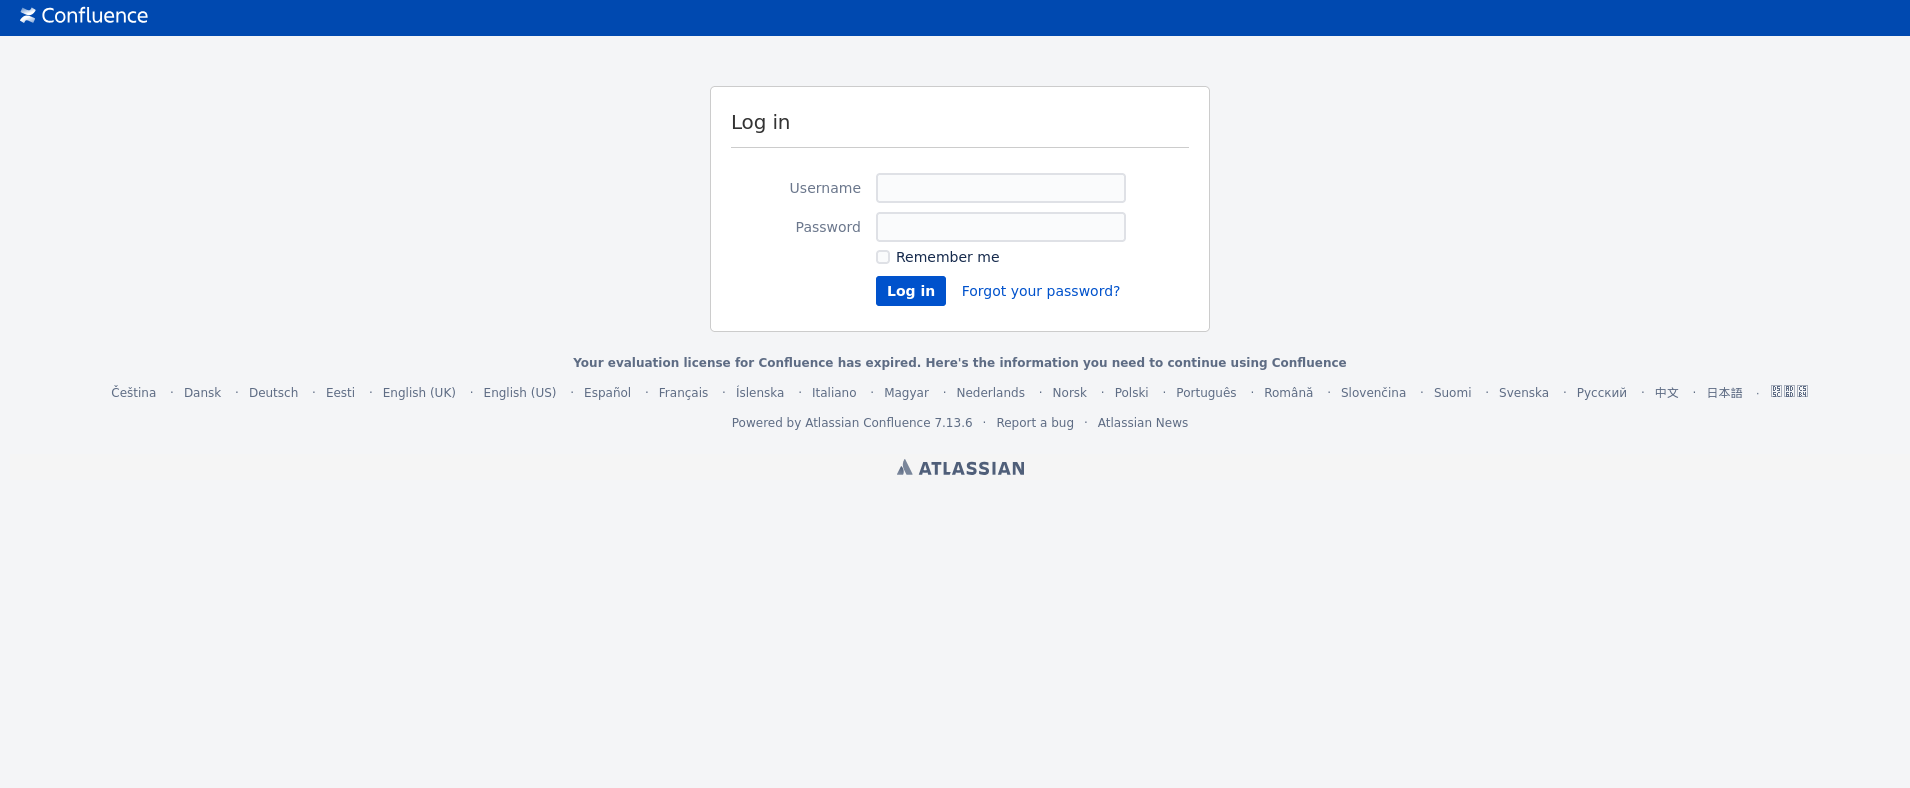 Confluence
Log in
Username
Password
Remember me
Log in Forgot your password?
Your evaluation license for Confluence has expired. Here's the information you need to continue using Confluence
Čeština · Dansk · Deutsch · Eesti · English (UK) · English (US) · Español · Français · Íslenska · Italiano · Magyar · Nederlands · Norsk · Polski · Português · Română · Slovenčina · Suomi · Svenska · Русский · 中文 · 日本語 ·
Powered by Atlassian Confluence 7.13.6 · Report a bug · Atlassian News
ATLASSIAN